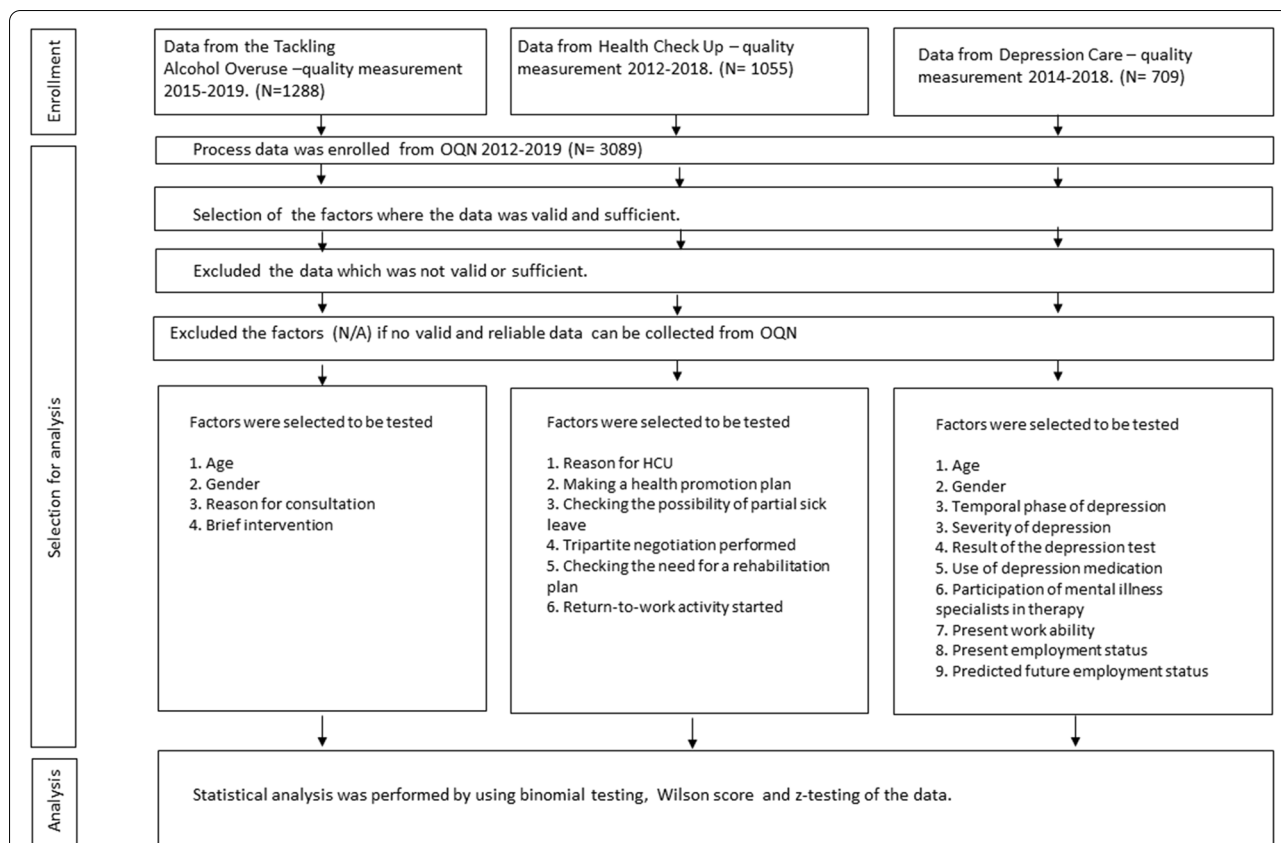 Enrollment
Data from the Tackling
Alcohol Overuse –quality measurement
2015-2019. (N=1288)
Data from Health Check Up – quality
measurement 2012-2018. (N= 1055)
Data from Depression Care – quality
measurement 2014-2018. (N= 709)
Selection for analysis
Process data was enrolled from OQN 2012-2019 (N= 3089)
Selection of the factors where the data was valid and sufficient.
Excluded the data which was not valid or sufficient.
Excluded the factors (N/A) if no valid and reliable data can be collected from OQN
Factors were selected to be tested
1. Age
2. Gender
3. Reason for consultation
4. Brief intervention
Factors were selected to be tested
1. Reason for HCU
2. Making a health promotion plan
3. Checking the possibility of partial sick
leave
4. Tripartite negotiation performed
5. Checking the need for a rehabilitation
plan
6. Return-to-work activity started
Factors were selected to be tested
1. Age
2. Gender
3. Temporal phase of depression
3. Severity of depression
4. Result of the depression test
5. Use of depression medication
6. Participation of mental illness
specialists in therapy
7. Present work ability
8. Present employment status
9. Predicted future employment status
Analysis
Statistical analysis was performed by using binomial testing, Wilson score and z-testing of the data.